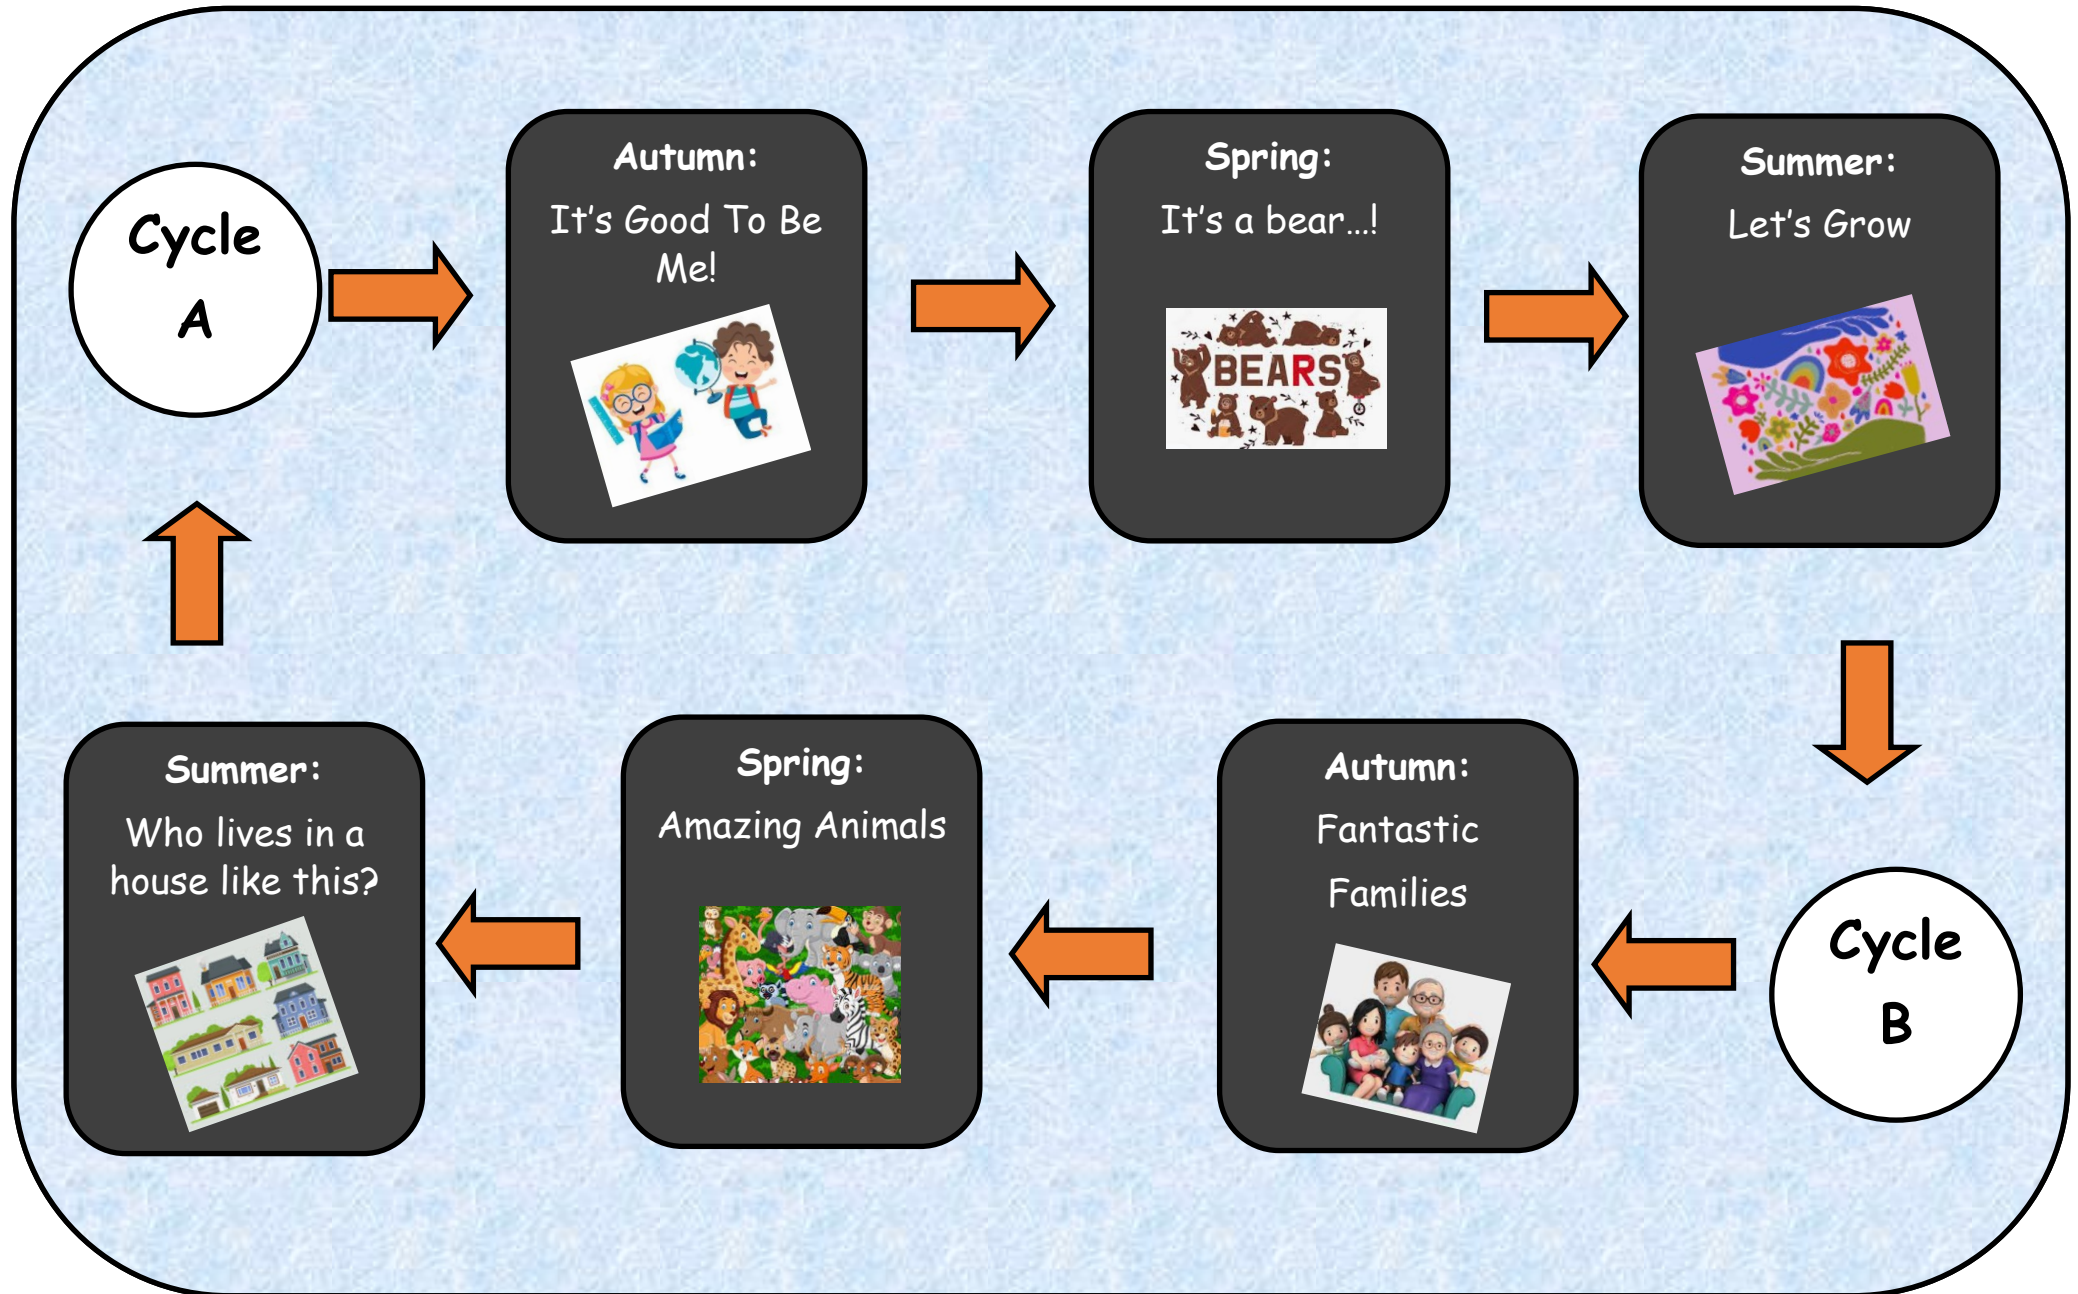 Cycle
A
Autumn:
It's Good To Be
Me!
Spring:
It's a bear...!
BEARS
Summer:
Let's Grow
Cycle
B
Autumn:
Fantastic
Families
Spring:
Amazing Animals
Summer:
Who lives in a
house like this?